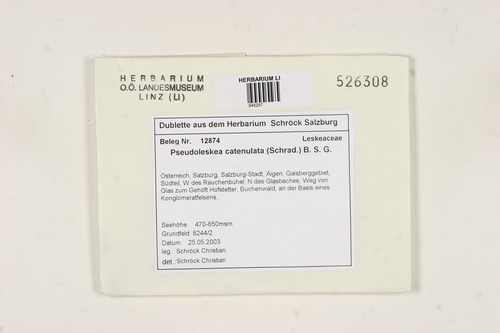 HERBARIUM
O.Ö. LANDESMUSEUM
LINZ (LI)
HERBARIUM LI
526308
Dublette aus dem Herbarium Schröck Salzburg
Beleg Nr. 12874 Leskeaceae
Pseudoleskea catenulata (Schrad.) B. S. G.
Österreich, Salzburg, Salzburg-Stadt, Aigen, Gaisberggebiet,
Südteil, W des Rauchenbühel, N des Glasbaches, Weg von
Glas zum Gehöft Hofstetter, Buchenwald, an der Basis eines
Konglomeratfelsens.
Seehöhe: 470-650msm
Grundfeld: 8244/2
Datum: 25.05.2003
leg.: Schröck Christian
det.: Schröck Christian